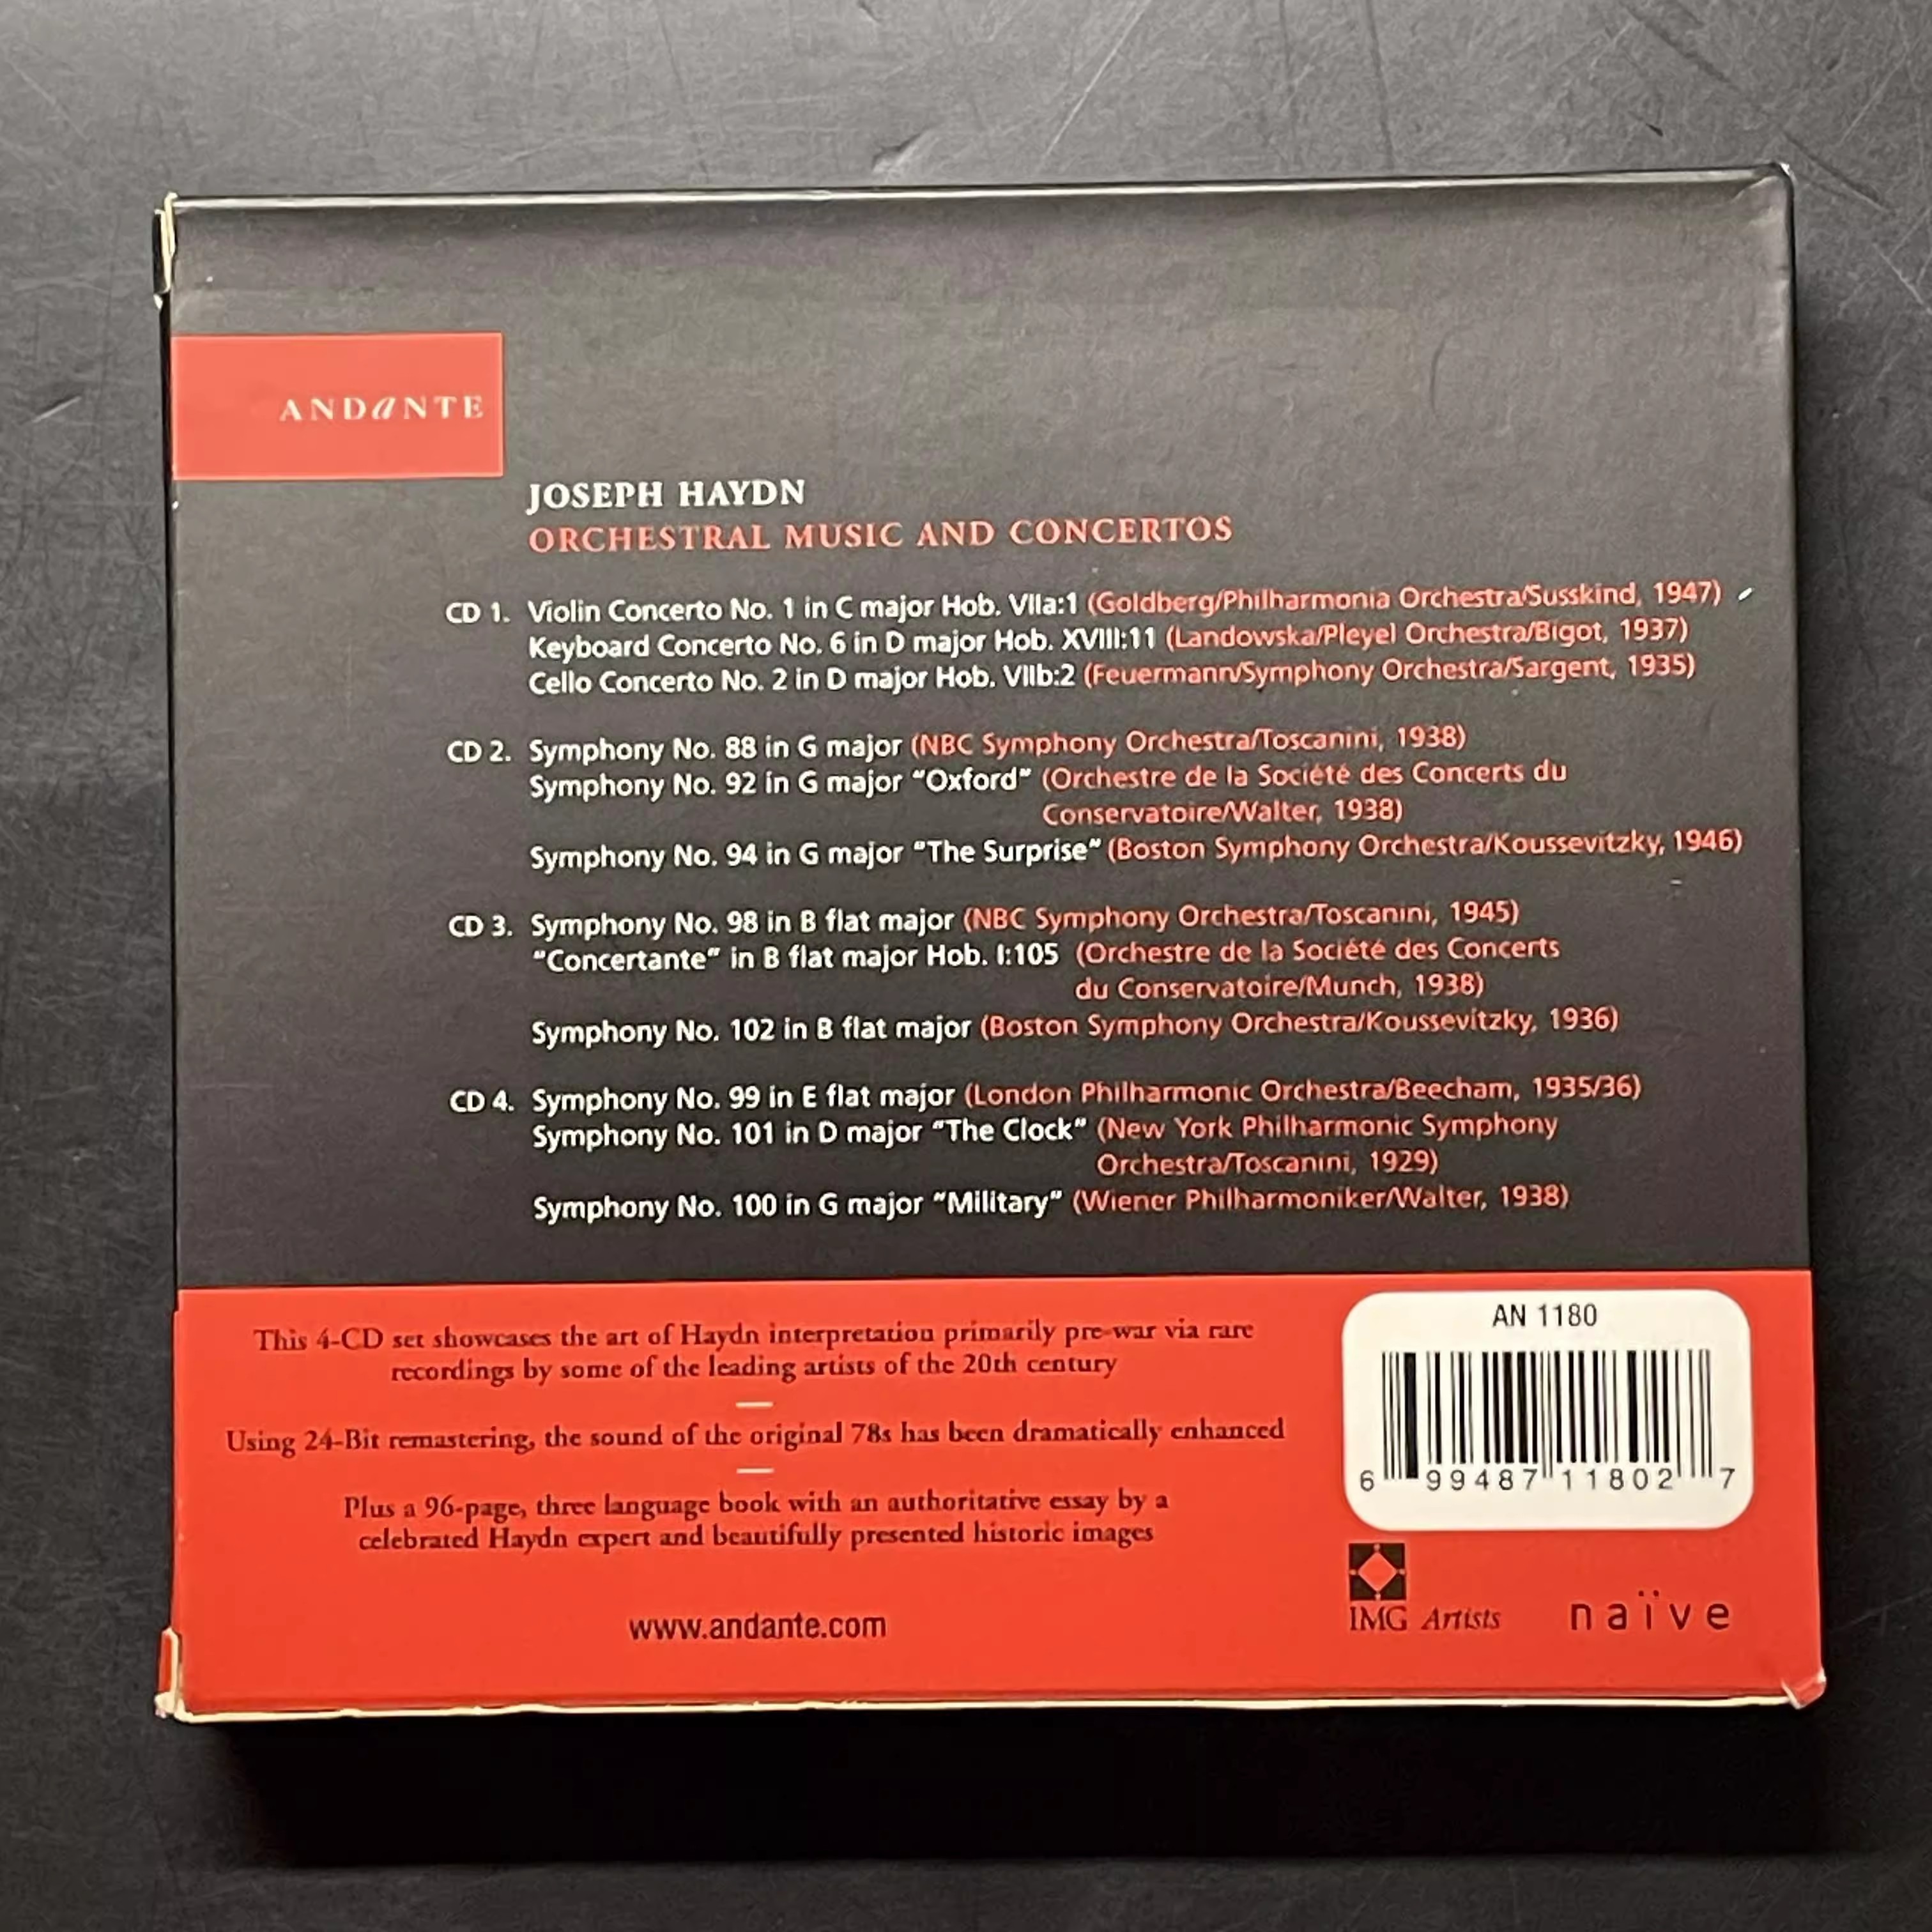 ANDaNTE
JOSEPH HAYDN
ORCHESTRAL MUSIC AND CONCERTOS
CD 1. Violin Concerto No. 1 in C major Hob. VIIa:1 (Goldberg/Philharmonia Orchestra/Susskind, 1947)
Keyboard Concerto No. 6 in D major Hob. XVIII:11 (Landowska/Pleyel Orchestra/Bigot, 1937)
Cello Concerto No. 2 in D major Hob. VIIb:2 (Feuermann/Symphony Orchestra/Sargent, 1935)
CD 2. Symphony No. 88 in G major (NBC Symphony Orchestra/Toscanini, 1938)
Symphony No. 92 in G major “Oxford” (Orchestre de la Société des Concerts du
Conservatoire/Walter, 1938)
Symphony No. 94 in G major “The Surprise” (Boston Symphony Orchestra/Koussevitzky, 1946)
CD 3. Symphony No. 98 in B flat major (NBC Symphony Orchestra/Toscanini, 1945)
“Concertante” in B flat major Hob. I:105 (Orchestre de la Société des Concerts
du Conservatoire/Munch, 1938)
Symphony No. 102 in B flat major (Boston Symphony Orchestra/Koussevitzky, 1936)
CD 4. Symphony No. 99 in E flat major (London Philharmonic Orchestra/Beecham, 1935/36)
Symphony No. 101 in D major “The Clock” (New York Philharmonic Symphony
Orchestra/Toscanini, 1929)
Symphony No. 100 in G major “Military” (Wiener Philharmoniker/Walter, 1938)
This 4-CD set showcases the art of Haydn interpretation primarily pre-war via rare
recordings by some of the leading artists of the 20th century
Using 24-Bit remastering, the sound of the original 78s has been dramatically enhanced
Plus a 96-page, three language book with an authoritative essay by a
celebrated Haydn expert and beautifully presented historic images
www.andante.com
AN 1180
6 99487 11802 7
IMG Artists
naïve